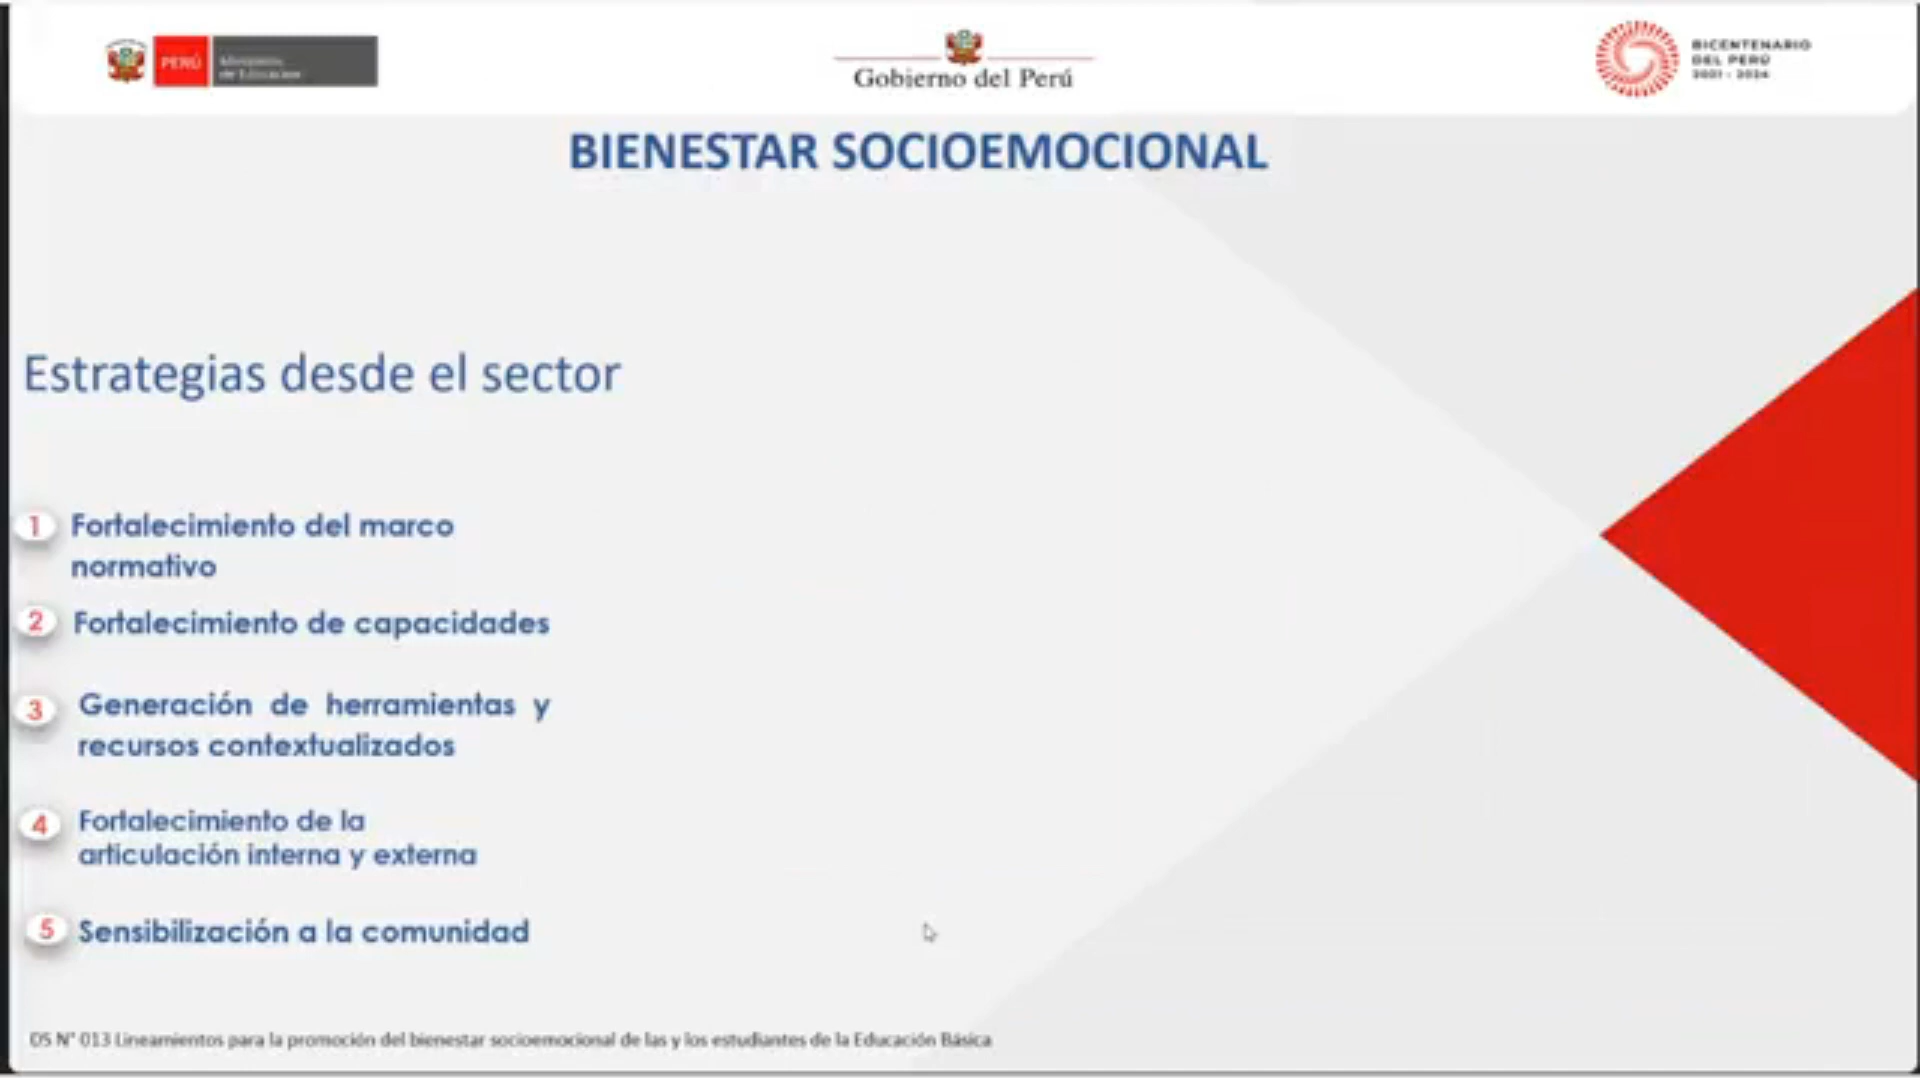 PERÚ
Ministerio
de Educación
Gobierno del Perú
BICENTENARIO
DEL PERÚ
2021 - 2024
BIENESTAR SOCIOEMOCIONAL
Estrategias desde el sector
1 Fortalecimiento del marco
normativo
2 Fortalecimiento de capacidades
3 Generación de herramientas y
recursos contextualizados
4 Fortalecimiento de la
articulación interna y externa
5 Sensibilización a la comunidad
DS N° 013 Lineamientos para la promoción del bienestar socioemocional de las y los estudiantes de la Educación Básica